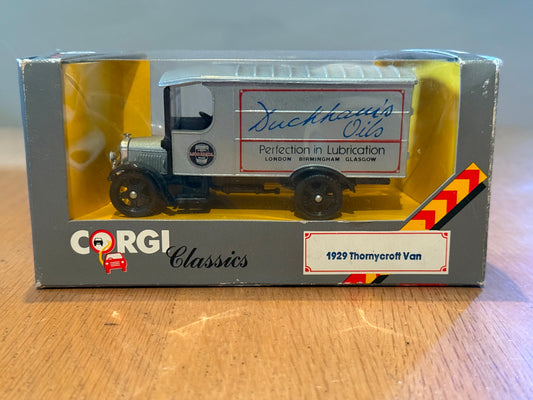 Duckham's
Oils
Perfection in Lubrication
LONDON BIRMINGHAM GLASGOW
CORGI
Classics
1929 Thornycroft Van